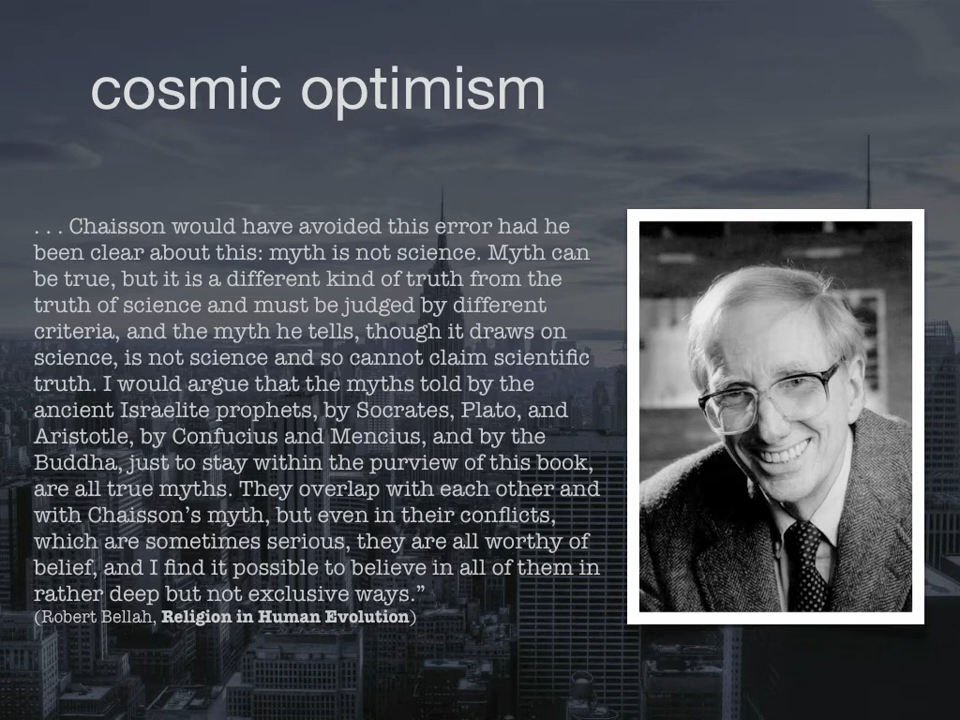 cosmic optimism
. . . Chaisson would have avoided this error had he
been clear about this: myth is not science. Myth can
be true, but it is a different kind of truth from the
truth of science and must be judged by different
criteria, and the myth he tells, though it draws on
science, is not science and so cannot claim scientific
truth. I would argue that the myths told by the
ancient Israelite prophets, by Socrates, Plato, and
Aristotle, by Confucius and Mencius, and by the
Buddha, just to stay within the purview of this book,
are all true myths. They overlap with each other and
with Chaisson’s myth, but even in their conflicts,
which are sometimes serious, they are all worthy of
belief, and I find it possible to believe in all of them in
rather deep but not exclusive ways.”
(Robert Bellah, Religion in Human Evolution)